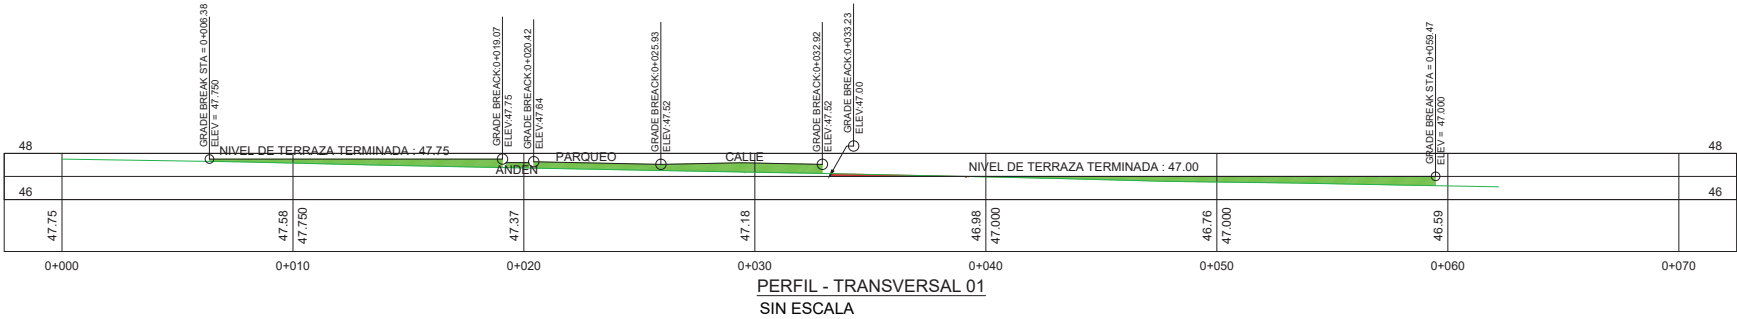 GRADE BREAK STA = 0+006.38
ELEV = 47.750
GRADE BREACK:0+019.07
ELEV:47.75
GRADE BREACK:0+020.42
ELEV:47.64
GRADE BREACK:0+025.93
ELEV:47.52
GRADE BREACK:0+032.92
ELEV:47.52
GRADE BREACK:0+033.23
ELEV:47.00
GRADE BREAK STA = 0+059.47
ELEV = 47.000
48
NIVEL DE TERRAZA TERMINADA : 47.75
ANDEN
PARQUEO
CALLE
NIVEL DE TERRAZA TERMINADA : 47.00
48
46
46
47.75
47.58
47.750
47.37
47.18
46.98
47.000
46.76
47.000
46.59
0+000
0+010
0+020
0+030
0+040
0+050
0+060
0+070
PERFIL - TRANSVERSAL 01
SIN ESCALA